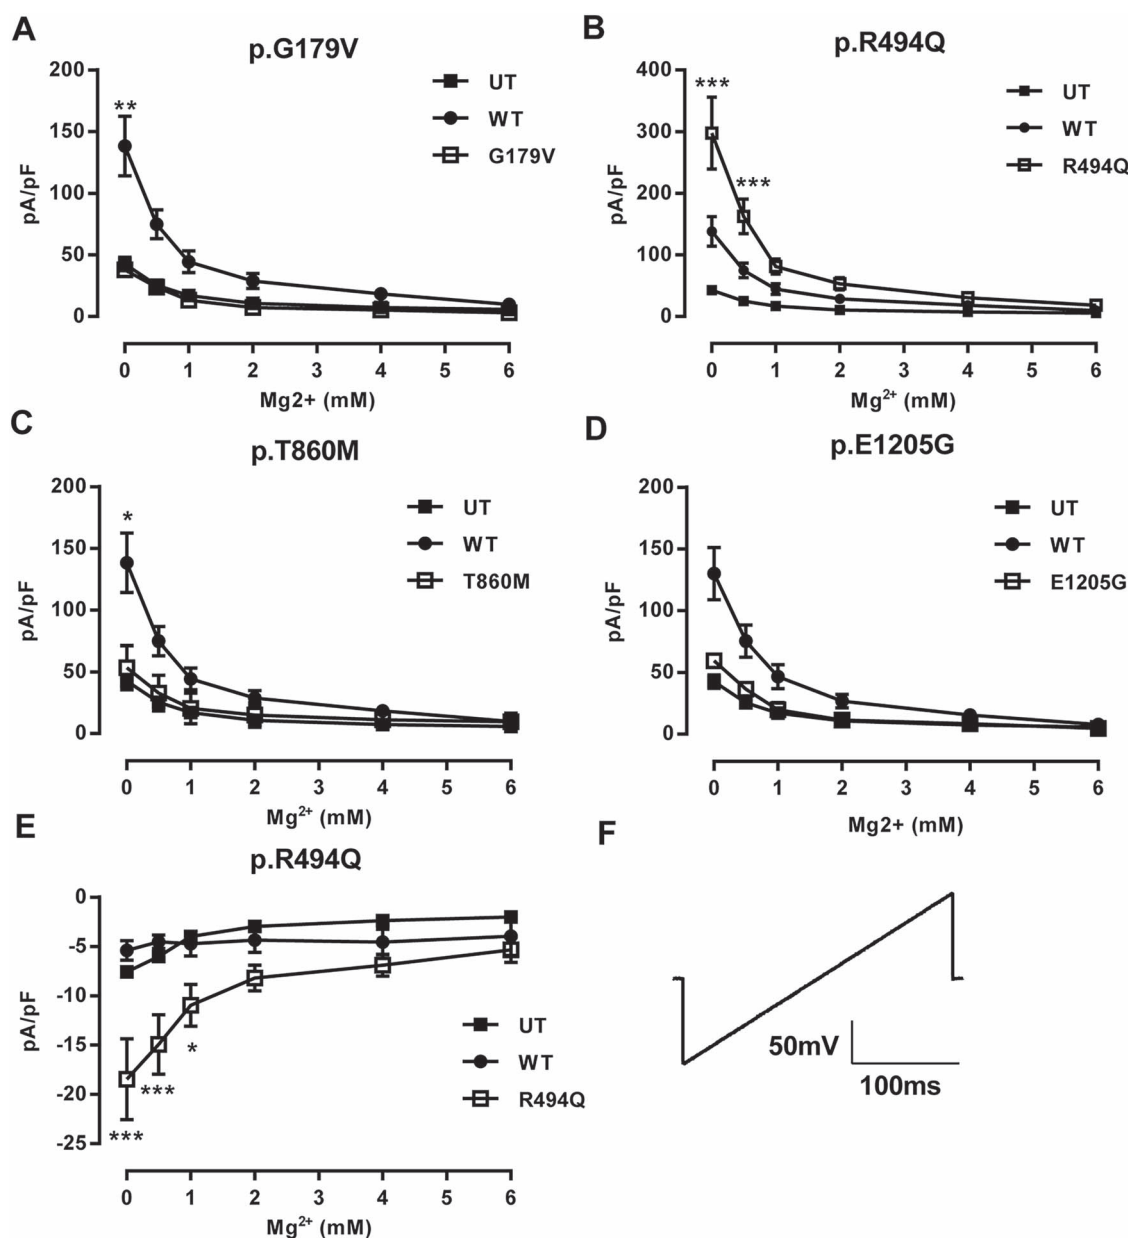 A
p.G179V
200
150
100
50
0
pA/pF
**
UT
WT
G179V
0 1 2 3 4 5 6
Mg2+ (mM)
B
p.R494Q
400
300
200
100
0
pA/pF
***
***
UT
WT
R494Q
0 1 2 3 4 5 6
Mg²⁺ (mM)
C
p.T860M
200
150
100
50
0
pA/pF
*
UT
WT
T860M
0 1 2 3 4 5 6
Mg²⁺ (mM)
D
p.E1205G
200
150
100
50
0
pA/pF
UT
WT
E1205G
0 1 2 3 4 5 6
Mg2+ (mM)
E
p.R494Q
0
-5
-10
-15
-20
-25
pA/pF
*
***
***
UT
WT
R494Q
0 1 2 3 4 5 6
Mg²⁺ (mM)
F
50mV
100ms